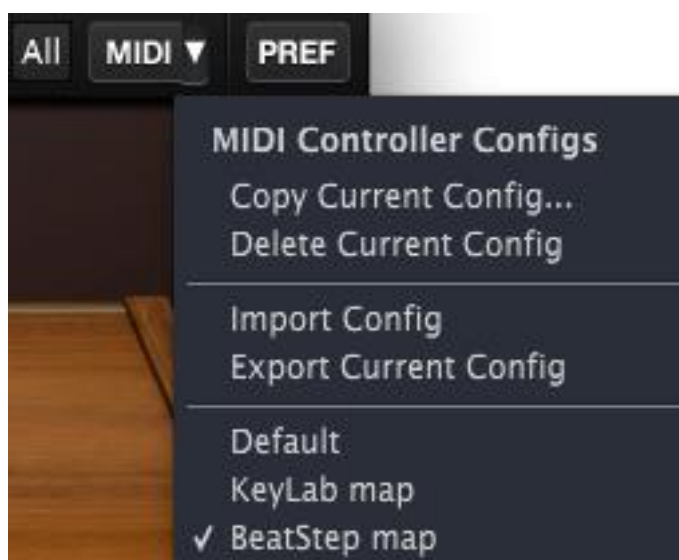 All MIDI ▼ PREF
MIDI Controller Configs
Copy Current Config...
Delete Current Config
Import Config
Export Current Config
Default
KeyLab map
✓ BeatStep map